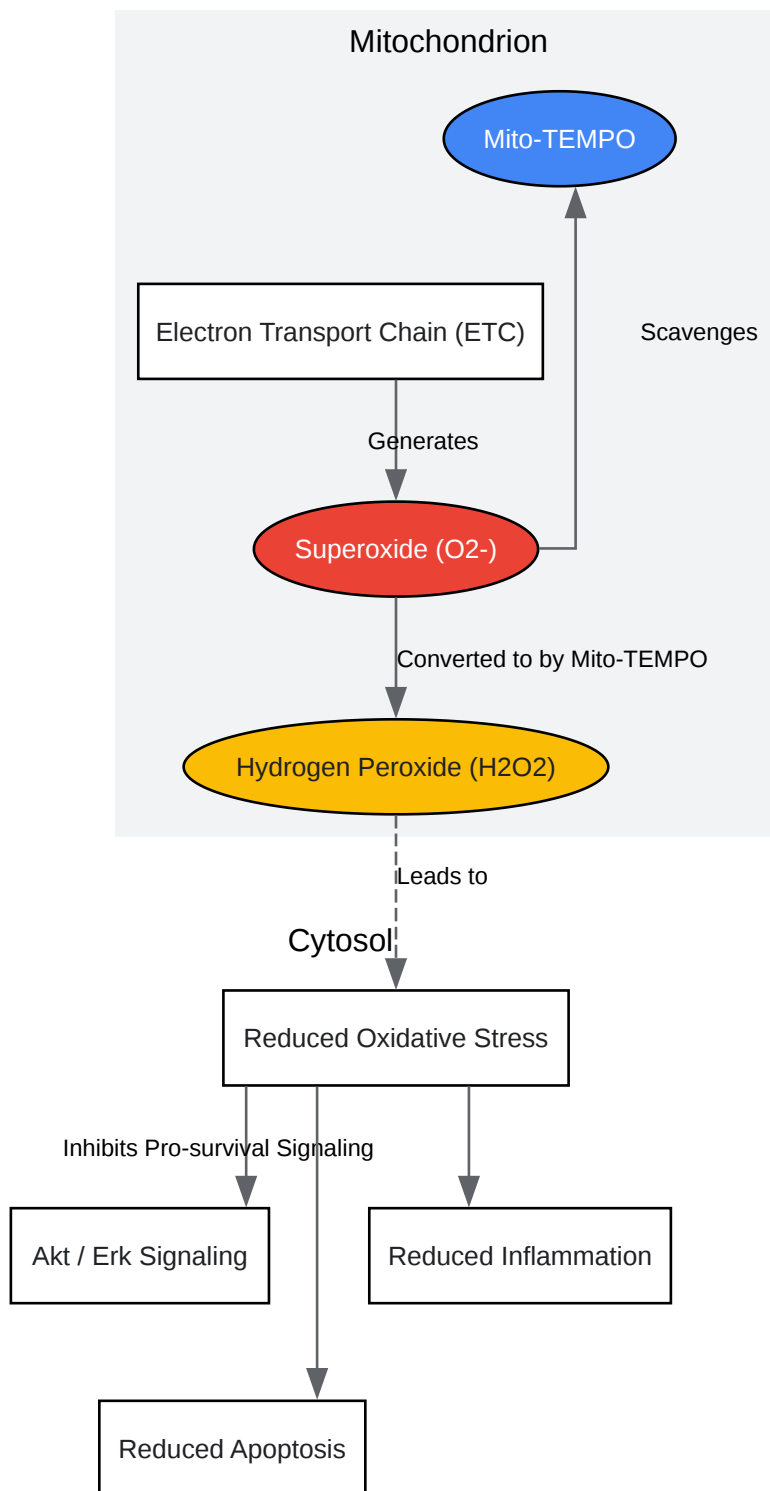 Mitochondrion
Mito-TEMPO
Electron Transport Chain (ETC)
Scavenges
Generates
Superoxide (O2-)
Converted to by Mito-TEMPO
Hydrogen Peroxide (H2O2)
Leads to
Cytosol
Reduced Oxidative Stress
Inhibits Pro-survival Signaling
Akt / Erk Signaling
Reduced Inflammation
Reduced Apoptosis